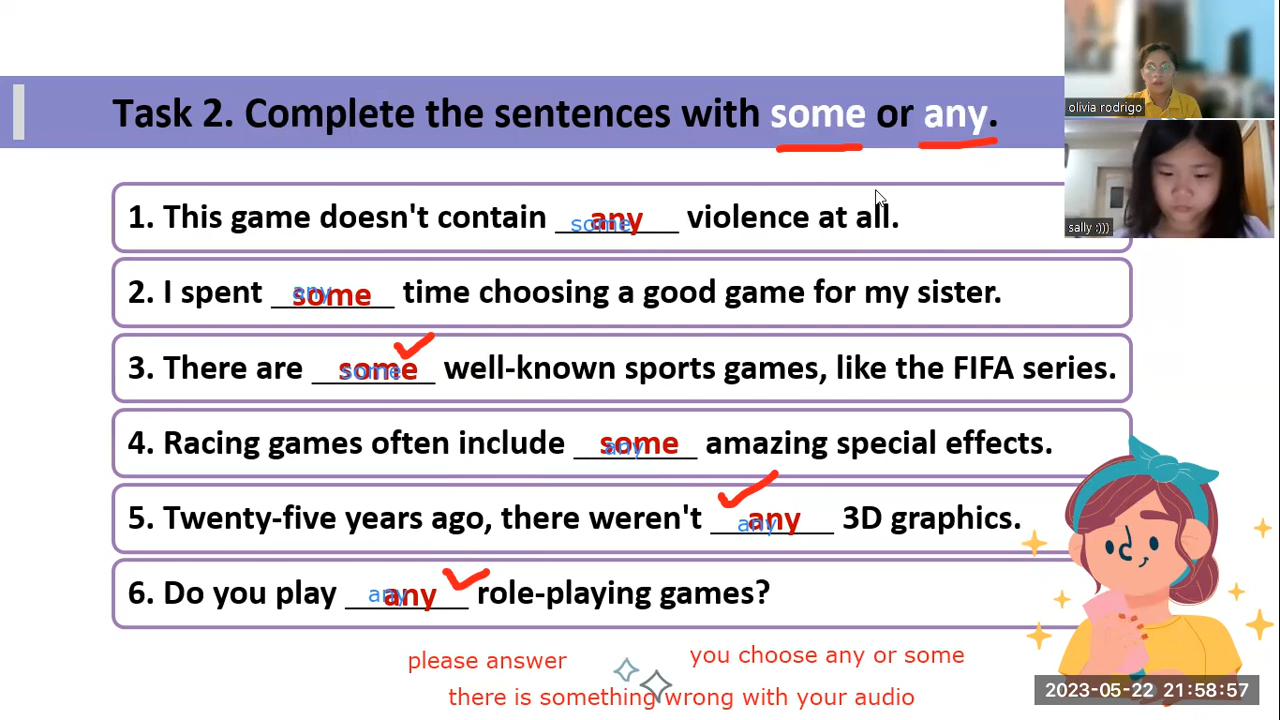 Task 2. Complete the sentences with some or any.
olivia rodrigo
sally :)))
1. This game doesn't contain some any violence at all.
2. I spent any some time choosing a good game for my sister.
3. There are some some well-known sports games, like the FIFA series.
4. Racing games often include any some amazing special effects.
5. Twenty-five years ago, there weren't any any 3D graphics.
6. Do you play any any role-playing games?
please answer
you choose any or some
there is something wrong with your audio
2023-05-22 21:58:57